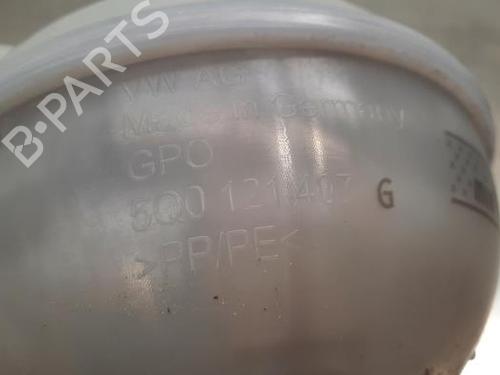 B-PARTS
VW AG
Made in Germany
GPO
5Q0 121 407 G
>PP/PE<